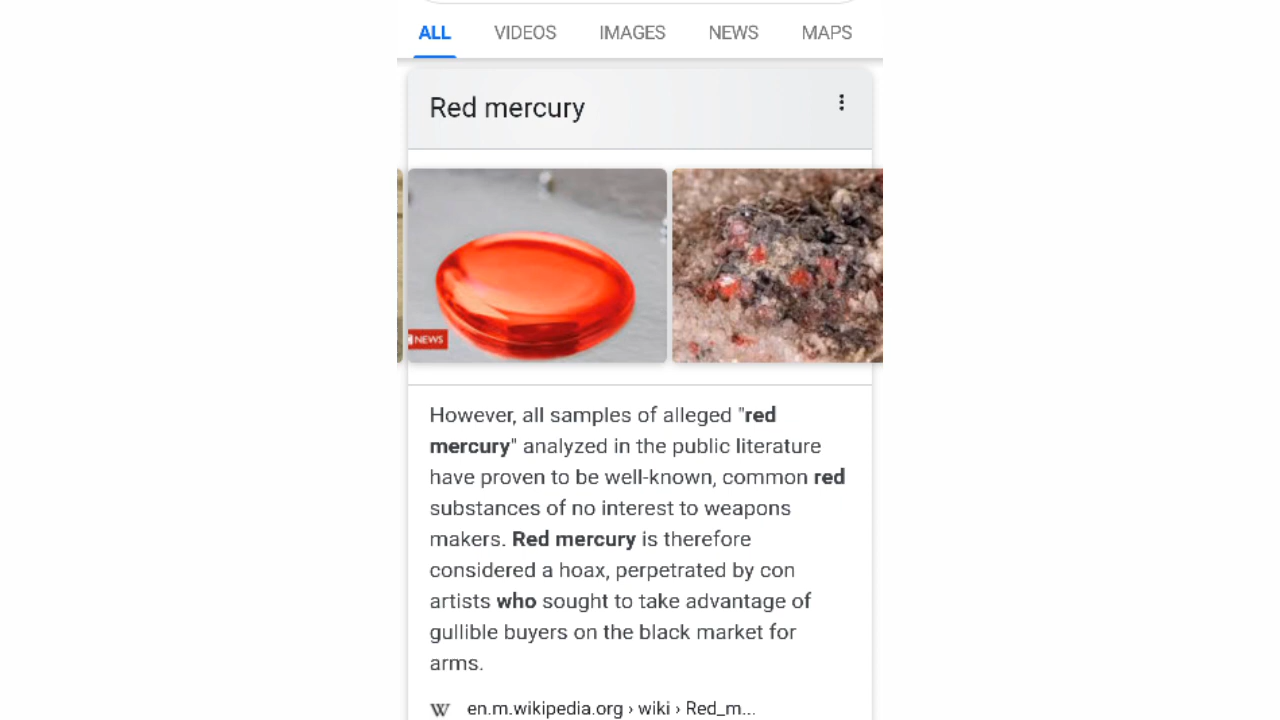 ALL VIDEOS IMAGES NEWS MAPS
Red mercury
NEWS
However, all samples of alleged "red
mercury" analyzed in the public literature
have proven to be well-known, common red
substances of no interest to weapons
makers. Red mercury is therefore
considered a hoax, perpetrated by con
artists who sought to take advantage of
gullible buyers on the black market for
arms.
W en.m.wikipedia.org › wiki › Red_m...